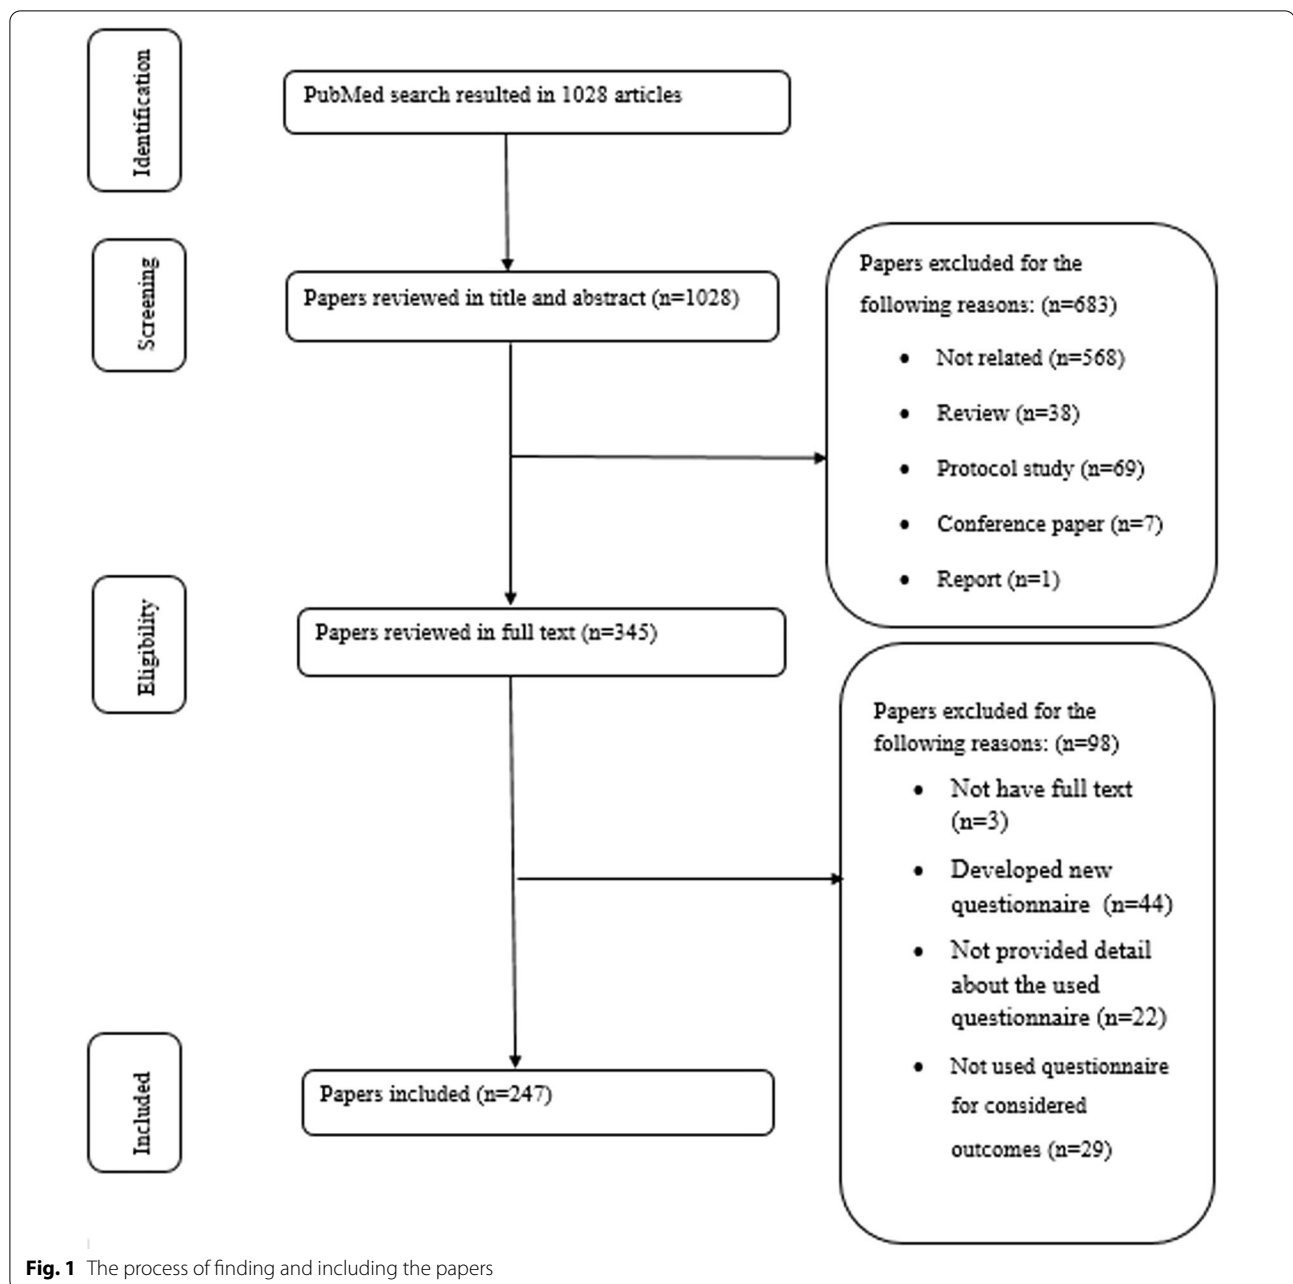 Identification
PubMed search resulted in 1028 articles
Screening
Papers reviewed in title and abstract (n=1028)
Papers excluded for the
following reasons: (n=683)
• Not related (n=568)
• Review (n=38)
• Protocol study (n=69)
• Conference paper (n=7)
• Report (n=1)
Eligibility
Papers reviewed in full text (n=345)
Papers excluded for the
following reasons: (n=98)
• Not have full text
(n=3)
• Developed new
questionnaire (n=44)
• Not provided detail
about the used
questionnaire (n=22)
• Not used questionnaire
for considered
outcomes (n=29)
Included
Papers included (n=247)
Fig. 1 The process of finding and including the papers